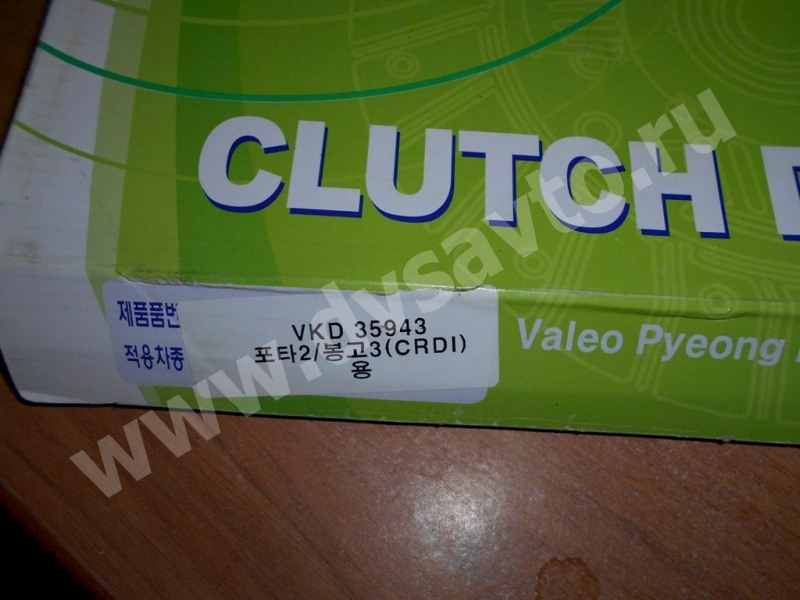 CLUTCH
제품품번
적용차종
VKD 35943
포타2/봉고3(CRDI)
용
Valeo Pyeong
www.dvsavto.ru